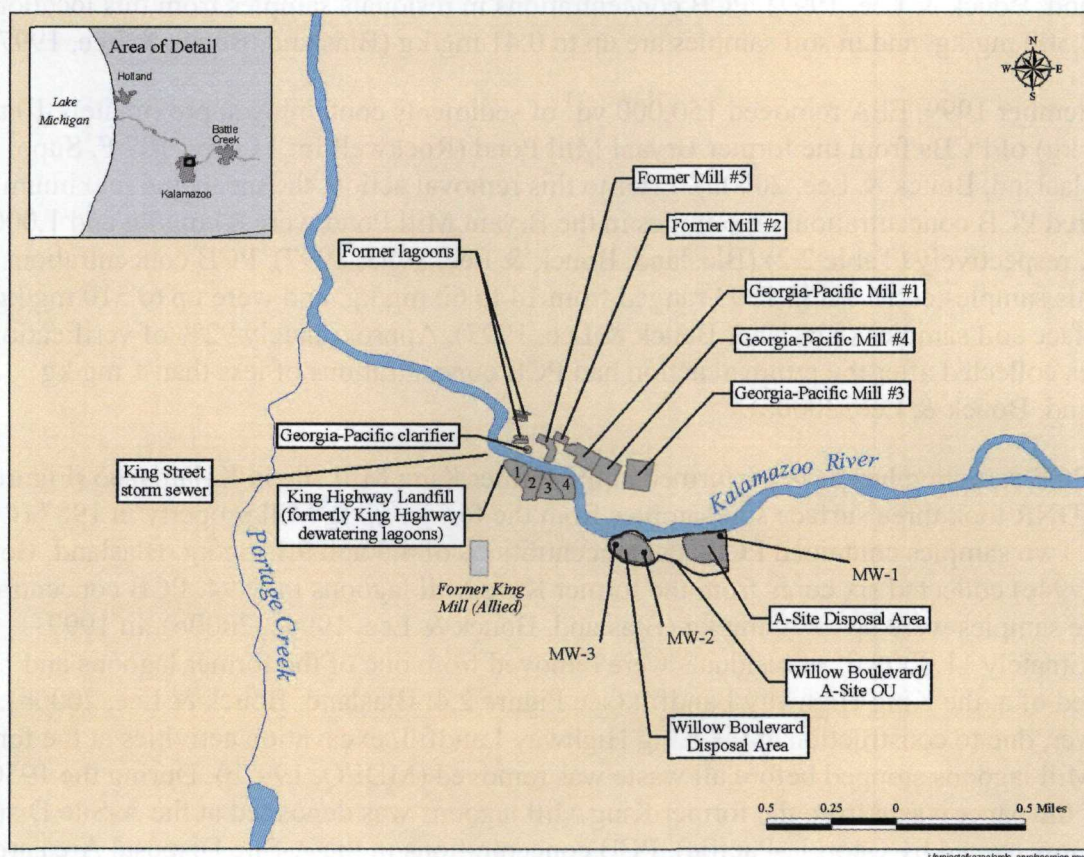 Area of Detail
Holland
Lake
Michigan
Battle
Creek
Kalamazoo
N
W
E
S
Former Mill #5
Former Mill #2
Former lagoons
Georgia-Pacific Mill #1
Georgia-Pacific Mill #4
Georgia-Pacific Mill #3
Georgia-Pacific clarifier
King Street
storm sewer
King Highway Landfill
(formerly King Highway
dewatering lagoons)
1
2
3
4
Kalamazoo River
Portage Creek
Former King
Mill (Allied)
MW-1
MW-2
MW-3
A-Site Disposal Area
Willow Boulevard/
A-Site OU
Willow Boulevard
Disposal Area
0.5 0.25 0 0.5 Miles